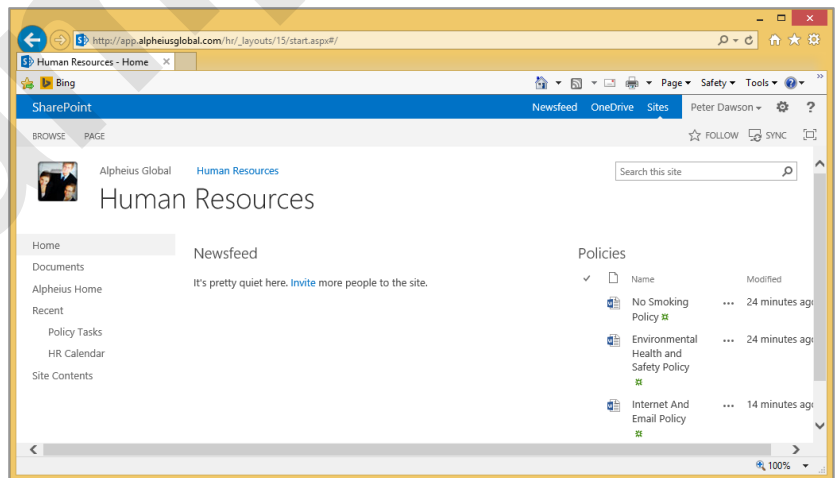 http://app.alpheiusglobal.com/hr/_layouts/15/start.aspx#/
Human Resources - Home
Bing
Page Safety Tools
SharePoint
Newsfeed OneDrive Sites Peter Dawson ?
BROWSE PAGE
FOLLOW SYNC
Alpheius Global Human Resources
Search this site
Human Resources
Home
Documents
Alpheius Home
Recent
Policy Tasks
HR Calendar
Site Contents
Newsfeed
It's pretty quiet here. Invite more people to the site.
Policies
Name Modified
No Smoking ... 24 minutes ago
Policy
Environmental ... 24 minutes ago
Health and
Safety Policy
Internet And ... 14 minutes ago
Email Policy
100%